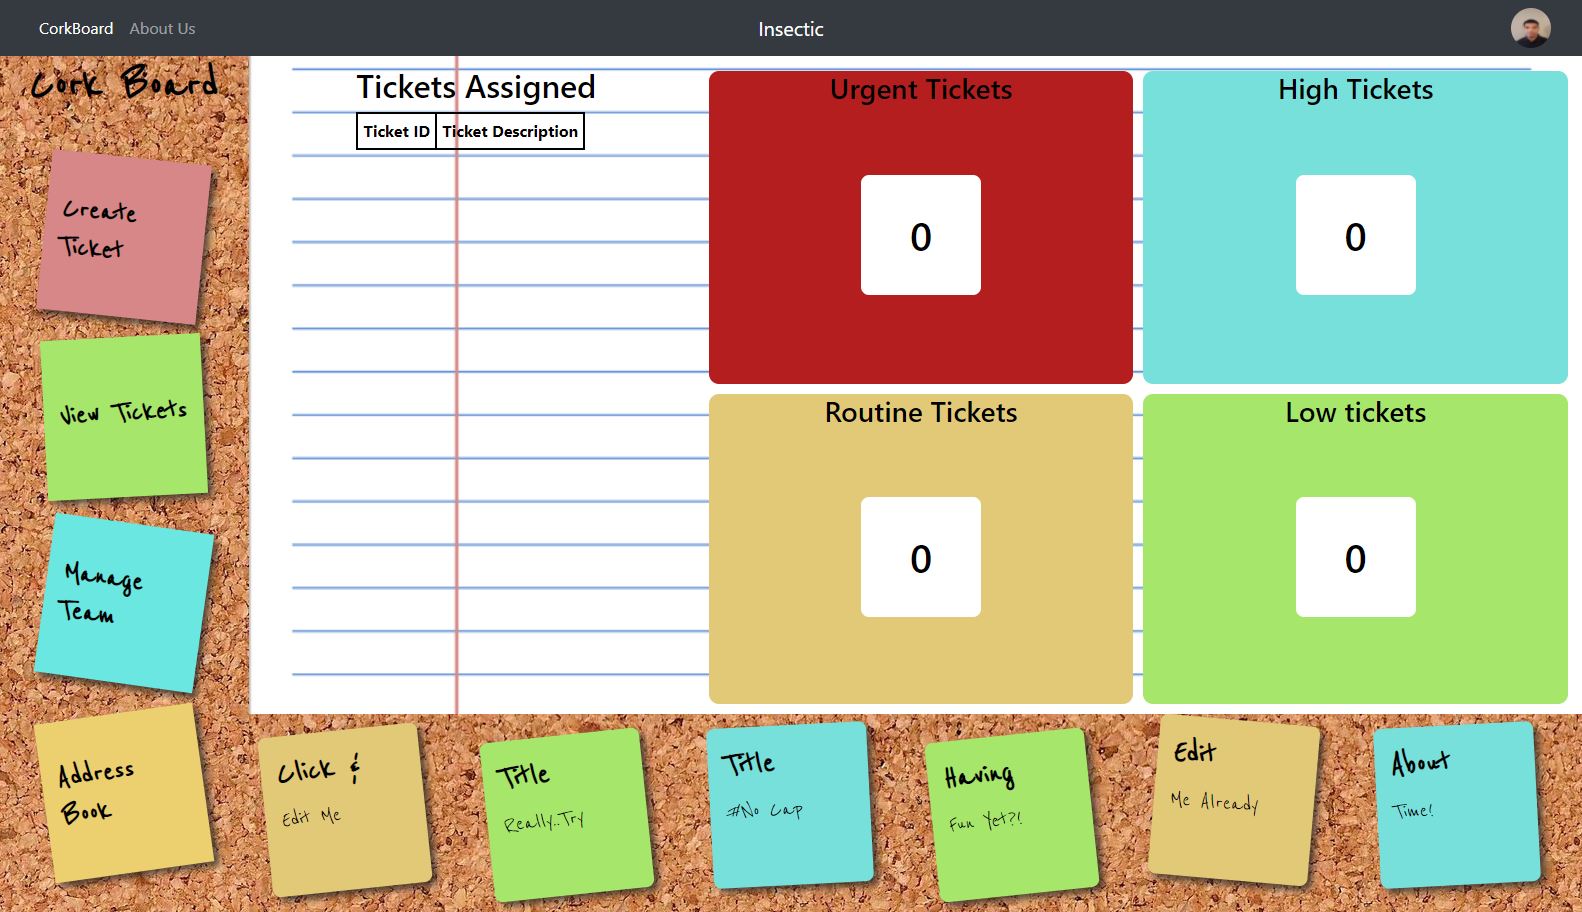 CorkBoard About Us
Insectic
Cork Board
Create
Ticket
View Tickets
Manage
Team
Address
Book
Tickets Assigned
Ticket ID Ticket Description
Urgent Tickets
0
High Tickets
0
Routine Tickets
0
Low tickets
0
Click &
Edit Me
Title
Really..Try
Title
#No Cap
Having
Fun Yet?!
Edit
Me Already
About
Time!